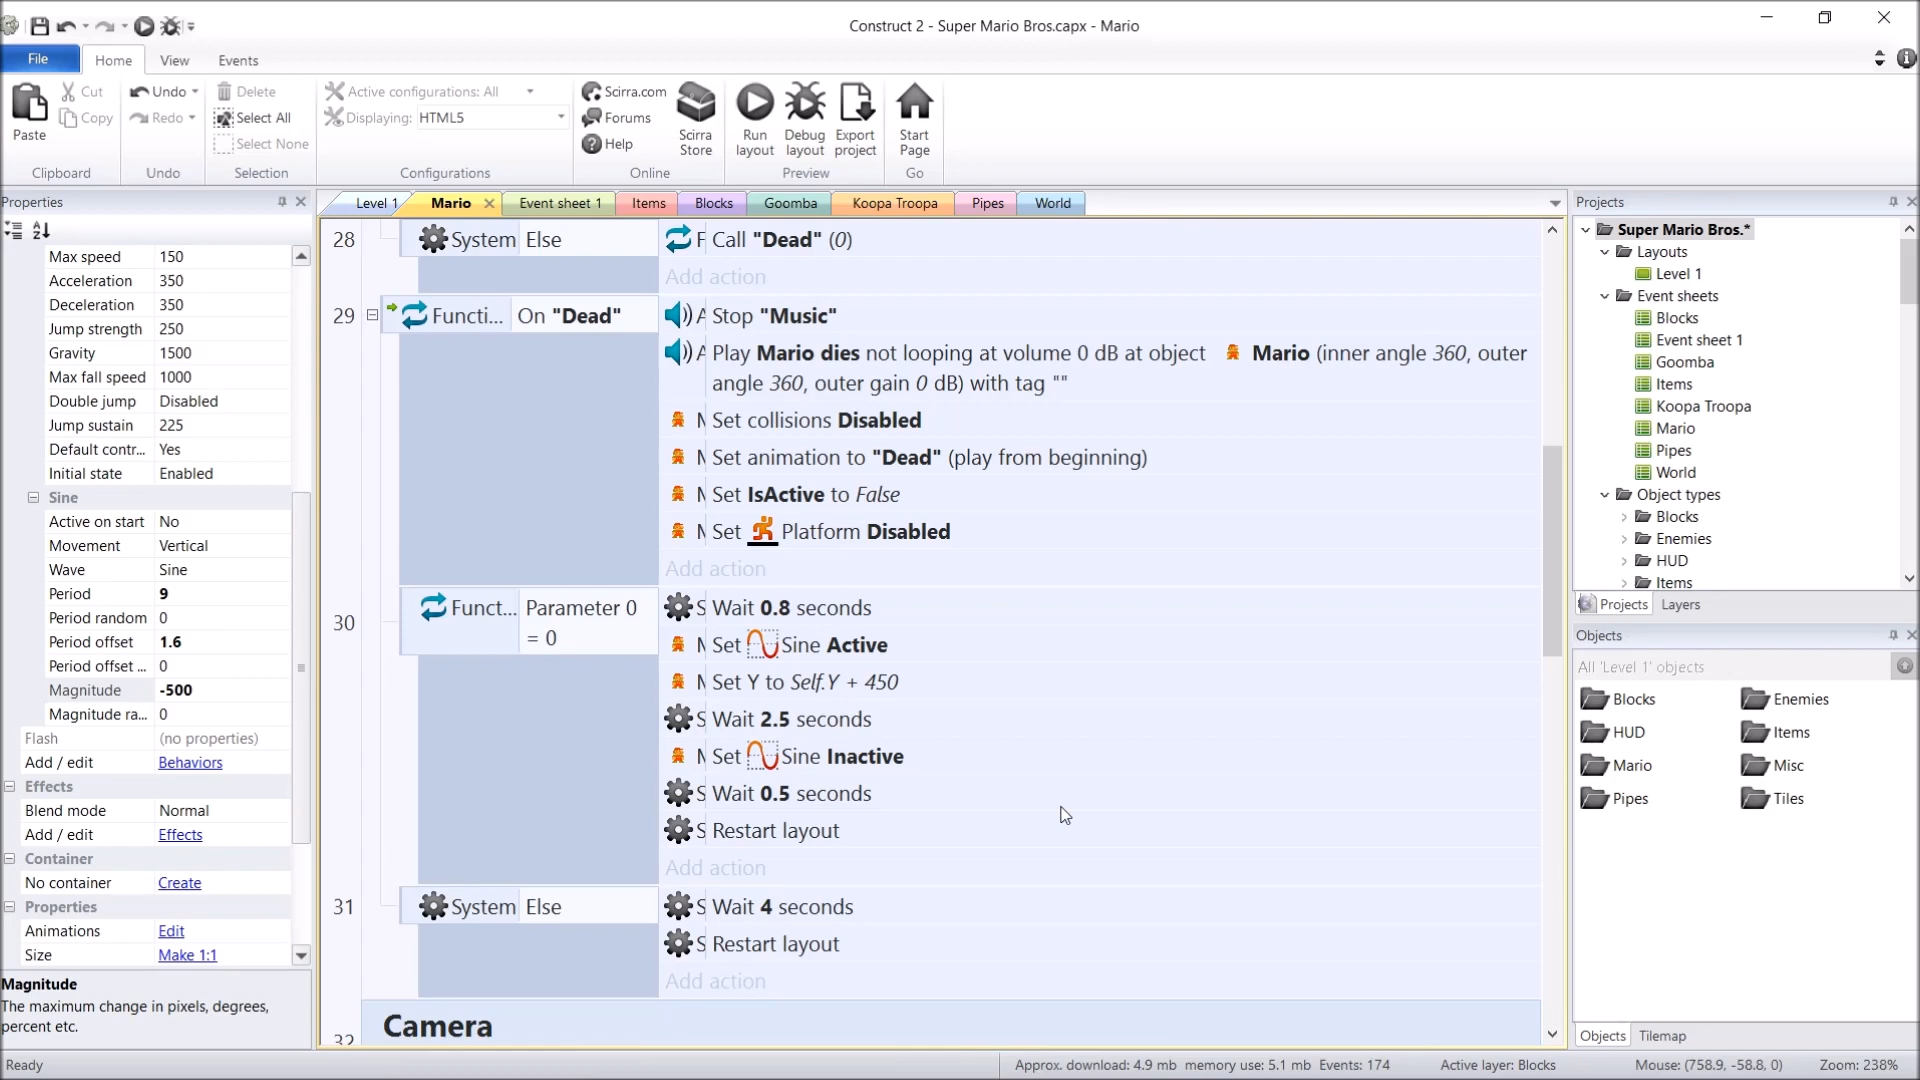 Construct 2 - Super Mario Bros.capx - Mario
File
Home
View
Events
Paste
Cut
Copy
Clipboard
Undo
Redo
Undo
Delete
Select All
Select None
Selection
Active configurations: All
Displaying: HTML5
Configurations
Scirra.com
Forums
Help
Online
Scirra
Store
Run
layout
Debug
layout
Export
project
Preview
Start
Page
Go
Properties
Level 1
Mario
Event sheet 1
Items
Blocks
Goomba
Koopa Troopa
Pipes
World
Max speed 150
Acceleration 350
Deceleration 350
Jump strength 250
Gravity 1500
Max fall speed 1000
Double jump Disabled
Jump sustain 225
Default contr... Yes
Initial state Enabled
Sine
Active on start No
Movement Vertical
Wave Sine
Period 9
Period random 0
Period offset 1.6
Period offset ... 0
Magnitude -500
Magnitude ra... 0
Flash (no properties)
Add / edit Behaviors
Effects
Blend mode Normal
Add / edit Effects
Container
No container Create
Properties
Animations Edit
Size Make 1:1
Magnitude
The maximum change in pixels, degrees,
percent etc.
28 System Else F Call "Dead" (0)
Add action
29 Functi... On "Dead" A Stop "Music"
A Play Mario dies not looping at volume 0 dB at object Mario (inner angle 360, outer
angle 360, outer gain 0 dB) with tag ""
M Set collisions Disabled
M Set animation to "Dead" (play from beginning)
M Set IsActive to False
M Set Platform Disabled
Add action
30 Funct... Parameter 0
= 0
S Wait 0.8 seconds
M Set Sine Active
M Set Y to Self.Y + 450
S Wait 2.5 seconds
M Set Sine Inactive
S Wait 0.5 seconds
S Restart layout
Add action
31 System Else S Wait 4 seconds
S Restart layout
Add action
32 Camera
Projects
Super Mario Bros.*
Layouts
Level 1
Event sheets
Blocks
Event sheet 1
Goomba
Items
Koopa Troopa
Mario
Pipes
World
Object types
Blocks
Enemies
HUD
Items
Projects Layers
Objects
All 'Level 1' objects
Blocks Enemies
HUD Items
Mario Misc
Pipes Tiles
Objects Tilemap
Ready
Approx. download: 4.9 mb memory use: 5.1 mb Events: 174
Active layer: Blocks
Mouse: (758.9, -58.8, 0)
Zoom: 238%